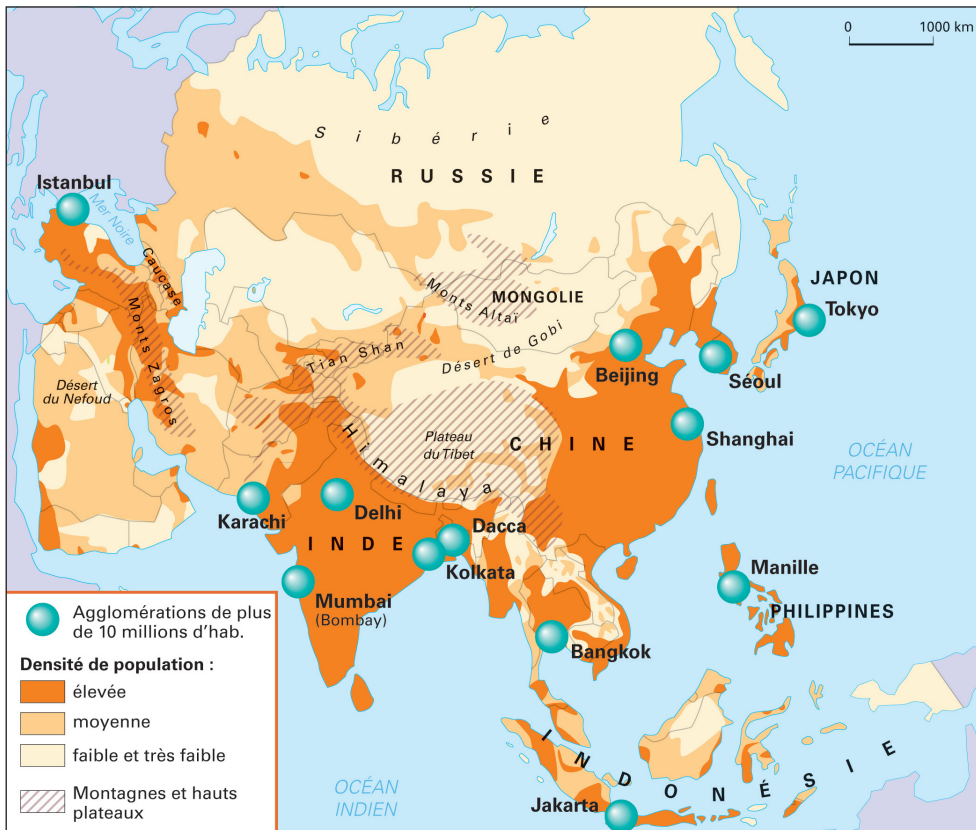 0 1000 km
Sibérie
RUSSIE
Istanbul
Mer Noire
Caucase
JAPON
Tokyo
MONGOLIE
Monts Altaï
Monts Zagros
Tian Shan
Désert de Gobi
Beijing
Séoul
Désert
du Nefoud
Himalaya
Plateau
du Tibet
CHINE
Shanghai
OCÉAN
PACIFIQUE
Karachi
Delhi
Dacca
INDE
Kolkata
Manille
Mumbai
(Bombay)
PHILIPPINES
Bangkok
INDONÉSIE
OCÉAN
INDIEN
Jakarta
Agglomérations de plus
de 10 millions d'hab.
Densité de population :
élevée
moyenne
faible et très faible
Montagnes et hauts
plateaux